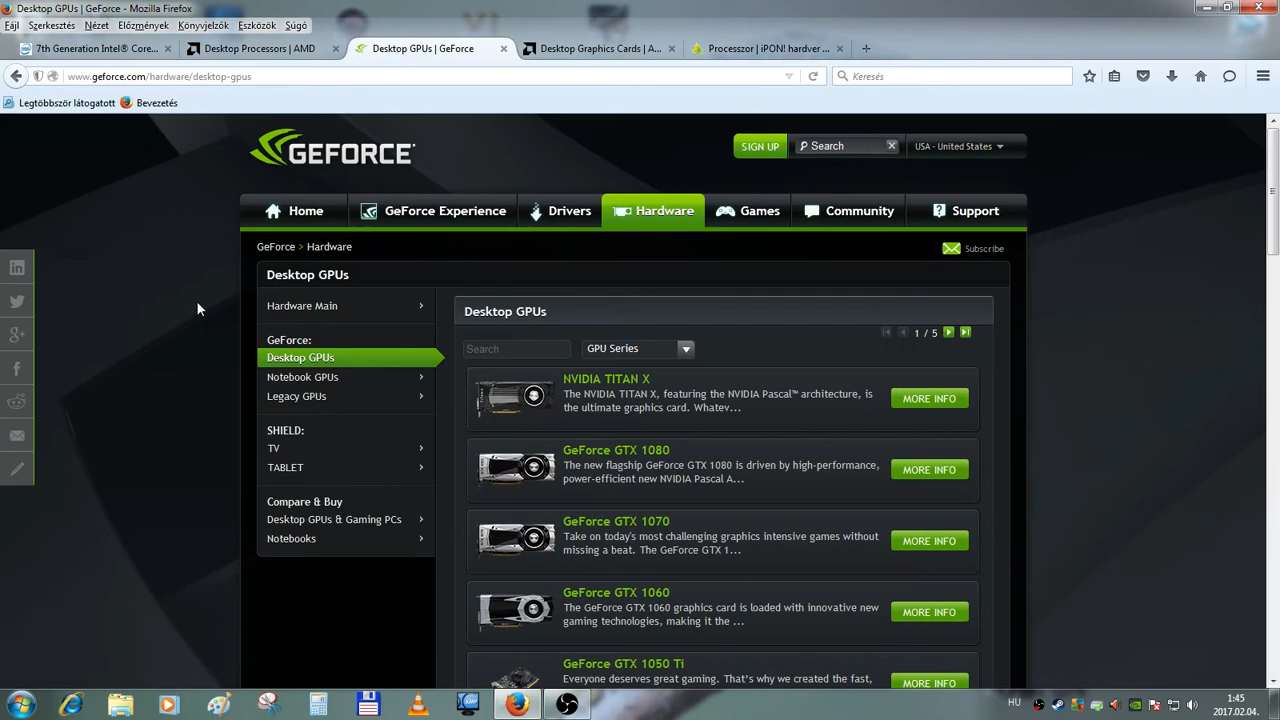 Desktop GPUs | GeForce - Mozilla Firefox
Fájl Szerkesztés Nézet Előzmények Könyvjelzők Eszközök Súgó
7th Generation Intel® Core... Desktop Processors | AMD Desktop GPUs | GeForce Desktop Graphics Cards | A... Processzor | iPON! hardver ...
www.geforce.com/hardware/desktop-gpus Keresés
Legtöbbször látogatott Bevezetés
GEFORCE
SIGN UP Search USA - United States
Home GeForce Experience Drivers Hardware Games Community Support
GeForce > Hardware Subscribe
Desktop GPUs
Hardware Main
GeForce:
Desktop GPUs
Notebook GPUs
Legacy GPUs
SHIELD:
TV
TABLET
Compare & Buy
Desktop GPUs & Gaming PCs
Notebooks
Desktop GPUs
1 / 5
Search GPU Series
NVIDIA TITAN X
The NVIDIA TITAN X, featuring the NVIDIA Pascal™ architecture, is
the ultimate graphics card. Whatev...
MORE INFO
GeForce GTX 1080
The new flagship GeForce GTX 1080 is driven by high-performance,
power-efficient new NVIDIA Pascal A...
MORE INFO
GeForce GTX 1070
Take on today's most challenging graphics intensive games without
missing a beat. The GeForce GTX 1...
MORE INFO
GeForce GTX 1060
The GeForce GTX 1060 graphics card is loaded with innovative new
gaming technologies, making it the ...
MORE INFO
GeForce GTX 1050 Ti
Everyone deserves great gaming. That's why we created the fast,
MORE INFO
HU
1:45
2017.02.04.